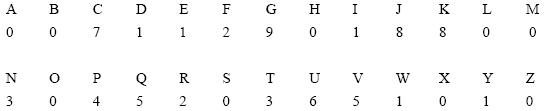 A B C D E F G H I J K L M
0 0 7 1 1 2 9 0 1 8 8 0 0
N O P Q R S T U V W X Y Z
3 0 4 5 2 0 3 6 5 1 0 1 0